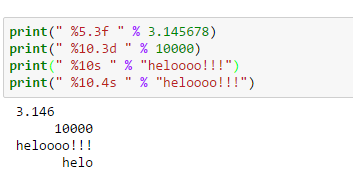 print(" %5.3f " % 3.145678)
print(" %10.3d " % 10000)
print(" %10s " % "heloooo!!!")
print(" %10.4s " % "heloooo!!!")
3.146
10000
heloooo!!!
helo